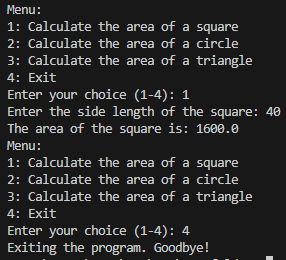 Menu:
1: Calculate the area of a square
2: Calculate the area of a circle
3: Calculate the area of a triangle
4: Exit
Enter your choice (1-4): 1
Enter the side length of the square: 40
The area of the square is: 1600.0
Menu:
1: Calculate the area of a square
2: Calculate the area of a circle
3: Calculate the area of a triangle
4: Exit
Enter your choice (1-4): 4
Exiting the program. Goodbye!